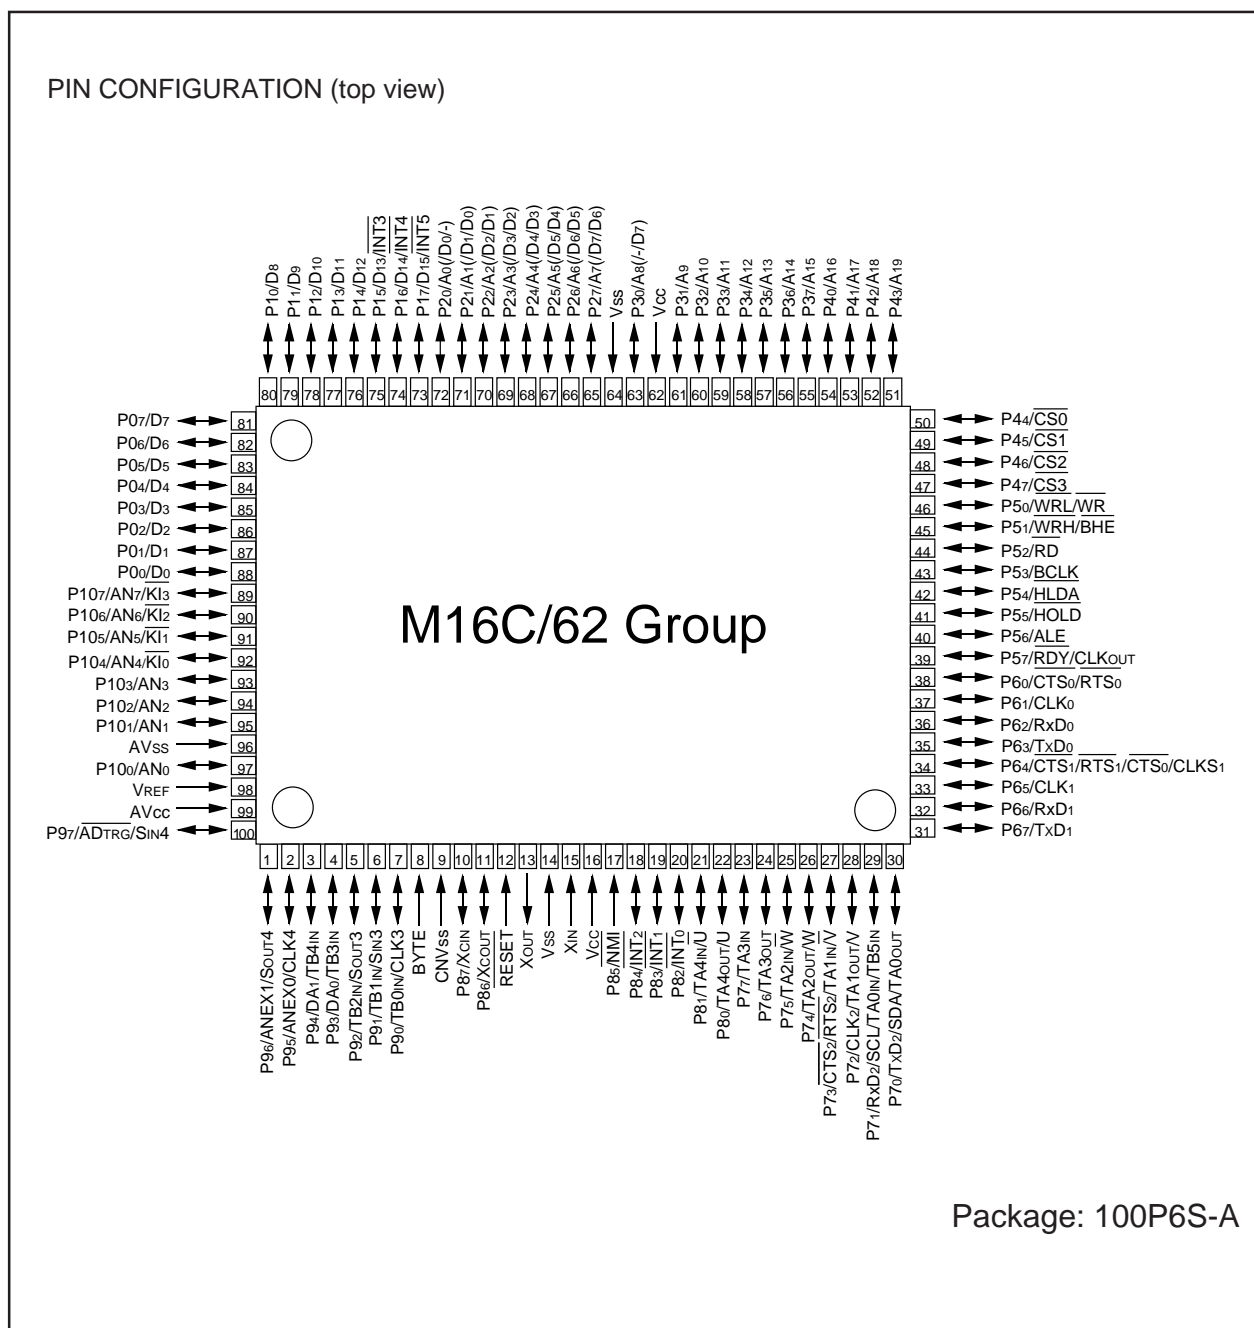 PIN CONFIGURATION (top view)
P10/D8
P11/D9
P12/D10
P13/D11
P14/D12
P15/D13/INT3
P16/D14/INT4
P17/D15/INT5
P20/A0(/D0/-)
P21/A1(/D1/D0)
P22/A2(/D2/D1)
P23/A3(/D3/D2)
P24/A4(/D4/D3)
P25/A5(/D5/D4)
P26/A6(/D6/D5)
P27/A7(/D7/D6)
Vss
P30/A8(/-/D7)
Vcc
P31/A9
P32/A10
P33/A11
P34/A12
P35/A13
P36/A14
P37/A15
P40/A16
P41/A17
P42/A18
P43/A19
80 79 78 77 76 75 74 73 72 71 70 69 68 67 66 65 64 63 62 61 60 59 58 57 56 55 54 53 52 51
P07/D7 81
P06/D6 82
P05/D5 83
P04/D4 84
P03/D3 85
P02/D2 86
P01/D1 87
P00/D0 88
P107/AN7/KI3 89
P106/AN6/KI2 90
P105/AN5/KI1 91
P104/AN4/KI0 92
P103/AN3 93
P102/AN2 94
P101/AN1 95
AVss 96
P100/AN0 97
VREF 98
AVcc 99
P97/ADTRG/SIN4 100
M16C/62 Group
50 P44/CS0
49 P45/CS1
48 P46/CS2
47 P47/CS3
46 P50/WRL/WR
45 P51/WRH/BHE
44 P52/RD
43 P53/BCLK
42 P54/HLDA
41 P55/HOLD
40 P56/ALE
39 P57/RDY/CLKOUT
38 P60/CTS0/RTS0
37 P61/CLK0
36 P62/RxD0
35 P63/TxD0
34 P64/CTS1/RTS1/CTS0/CLKS1
33 P65/CLK1
32 P66/RxD1
31 P67/TxD1
1 2 3 4 5 6 7 8 9 10 11 12 13 14 15 16 17 18 19 20 21 22 23 24 25 26 27 28 29 30
P96/ANEX1/SOUT4
P95/ANEX0/CLK4
P94/DA1/TB4IN
P93/DA0/TB3IN
P92/TB2IN/SOUT3
P91/TB1IN/SIN3
P90/TB0IN/CLK3
BYTE
CNVss
P87/XCIN
P86/XCOUT
RESET
XOUT
Vss
XIN
Vcc
P85/NMI
P84/INT2
P83/INT1
P82/INT0
P81/TA4IN/U
P80/TA4OUT/U
P77/TA3IN
P76/TA3OUT
P75/TA2IN/W
P74/TA2OUT/W
P73/CTS2/RTS2/TA1IN/V
P72/CLK2/TA1OUT/V
P71/RxD2/SCL/TA0IN/TB5IN
P70/TxD2/SDA/TA0OUT
Package: 100P6S-A